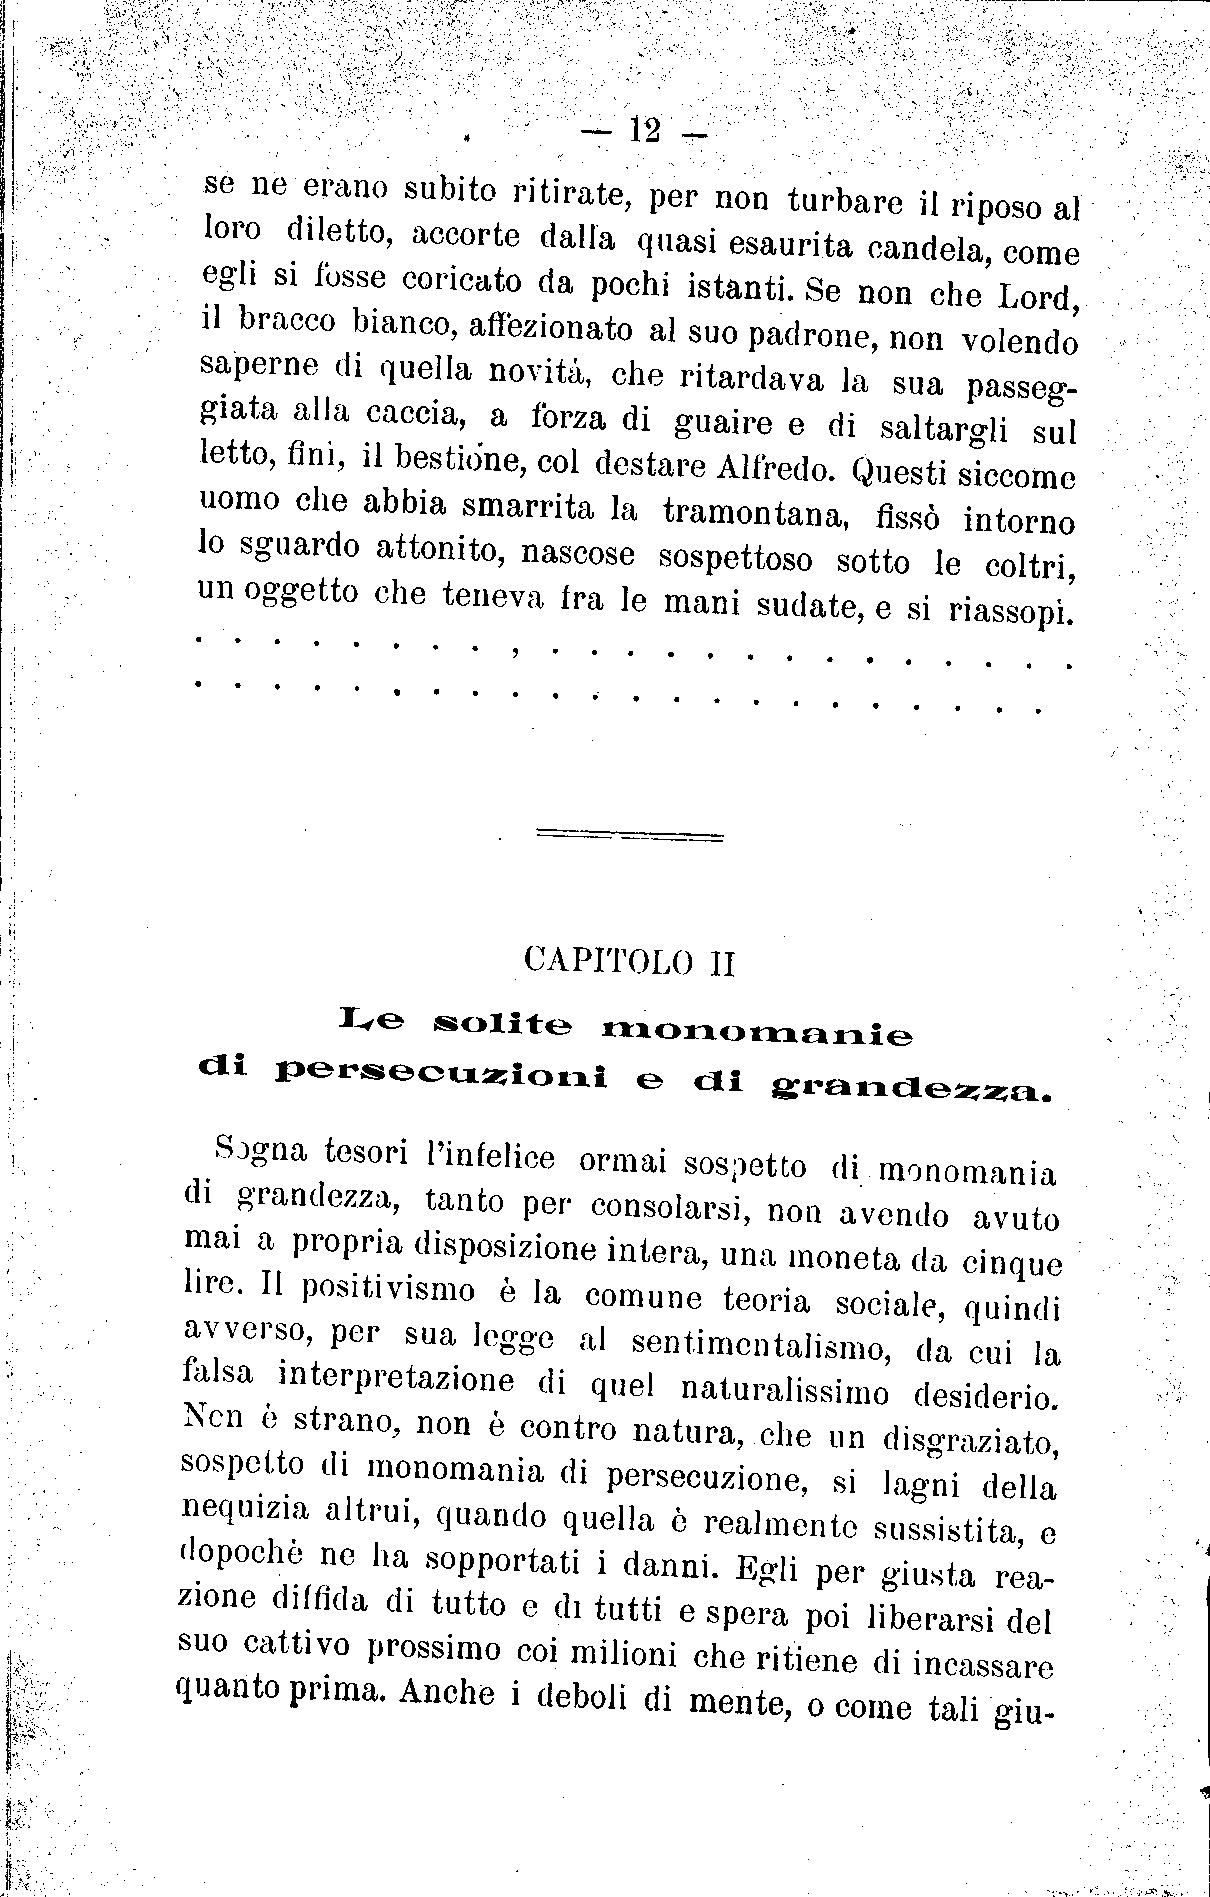 — 12 —
se ne erano subito ritirate, per non turbare il riposo al
loro diletto, accorte dalla quasi esaurita candela, come
egli si fosse coricato da pochi istanti. Se non che Lord,
il bracco bianco, affezionato al suo padrone, non volendo
saperne di quella novità, che ritardava la sua passeg-
giata alla caccia, a forza di guaire e di saltargli sul
letto, fini, il bestióne, col destare Alfredo. Questi siccome
uomo che abbia smarrita la tramontana, fissò intorno
lo sguardo attonito, nascose sospettoso sotto le coltri,
un oggetto che teneva fra le mani sudate, e si riassopì.
. . . . . . . . , . . . . . . . . . . . . . .
. . . . . . . . . . . . . . . . . . . . . .
CAPITOLO II
Le solite monomanie
di persecuzioni e di grandezza.
Sogna tesori l'infelice ormai sospetto di monomania
di grandezza, tanto per consolarsi, non avendo avuto
mai a propria disposizione intera, una moneta da cinque
lire. Il positivismo è la comune teoria sociale, quindi
avverso, per sua legge al sentimentalismo, da cui la
falsa interpretazione di quel naturalissimo desiderio.
Non è strano, non è contro natura, che un disgraziato,
sospetto di monomania di persecuzione, si lagni della
nequizia altrui, quando quella è realmente sussistita, e
dopochè ne ha sopportati i danni. Egli per giusta rea-
zione diffida di tutto e di tutti e spera poi liberarsi del
suo cattivo prossimo coi milioni che ritiene di incassare
quanto prima. Anche i deboli di mente, o come tali giu-